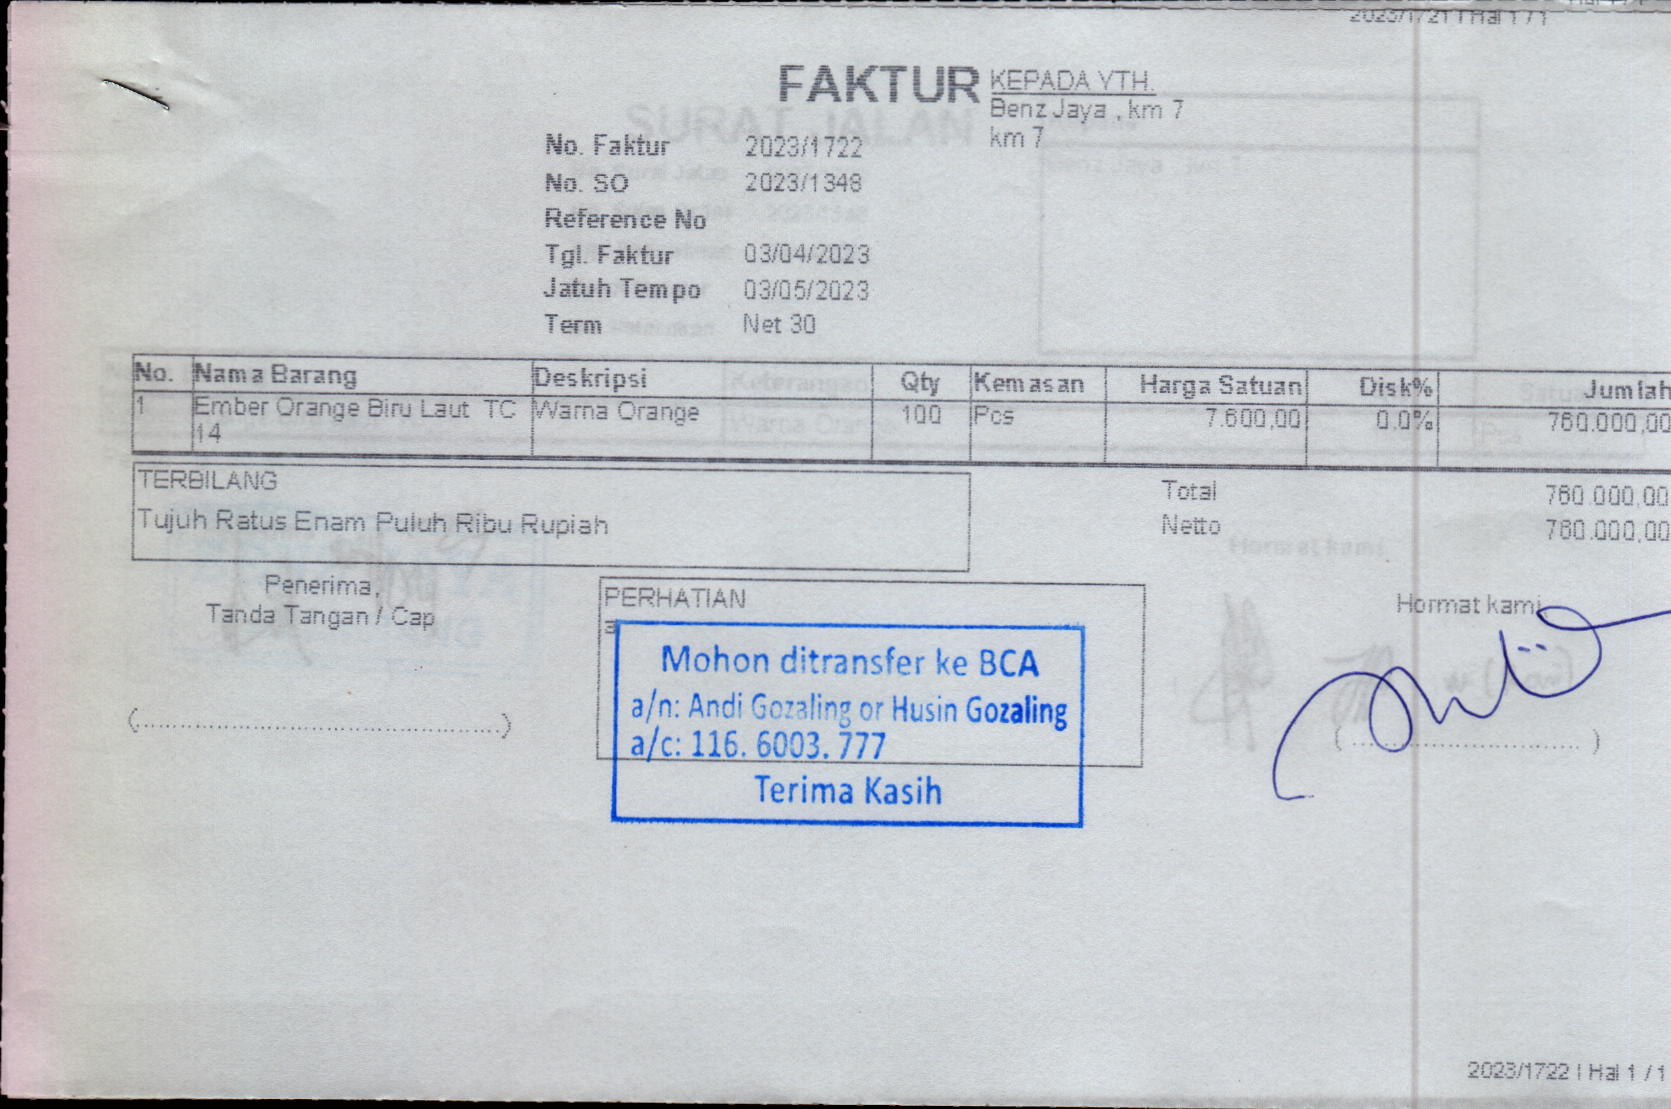 2023/1721 | Hal 1 / 1
FAKTUR
KEPADA YTH.
Benz Jaya , km 7
km 7
No. Faktur 2023/1722
No. SO 2023/1348
Reference No
Tgl. Faktur 03/04/2023
Jatuh Tempo 03/05/2023
Term Net 30
No. Nama Barang Deskripsi Qty Kemasan Harga Satuan Disk% Jumlah
1 Ember Orange Biru Laut TC Warna Orange 100 Pcs 7.600,00 0.0% 760.000,00
14
TERBILANG
Tujuh Ratus Enam Puluh Ribu Rupiah
Total 760.000,00
Netto 760.000,00
Penerima,
Tanda Tangan / Cap
(..................................................)
PERHATIAN
Mohon ditransfer ke BCA
a/n: Andi Gozaling or Husin Gozaling
a/c: 116. 6003. 777
Terima Kasih
Hormat kami
( ................................ )
SURAT JALAN
2023/1722 | Hal 1 / 1